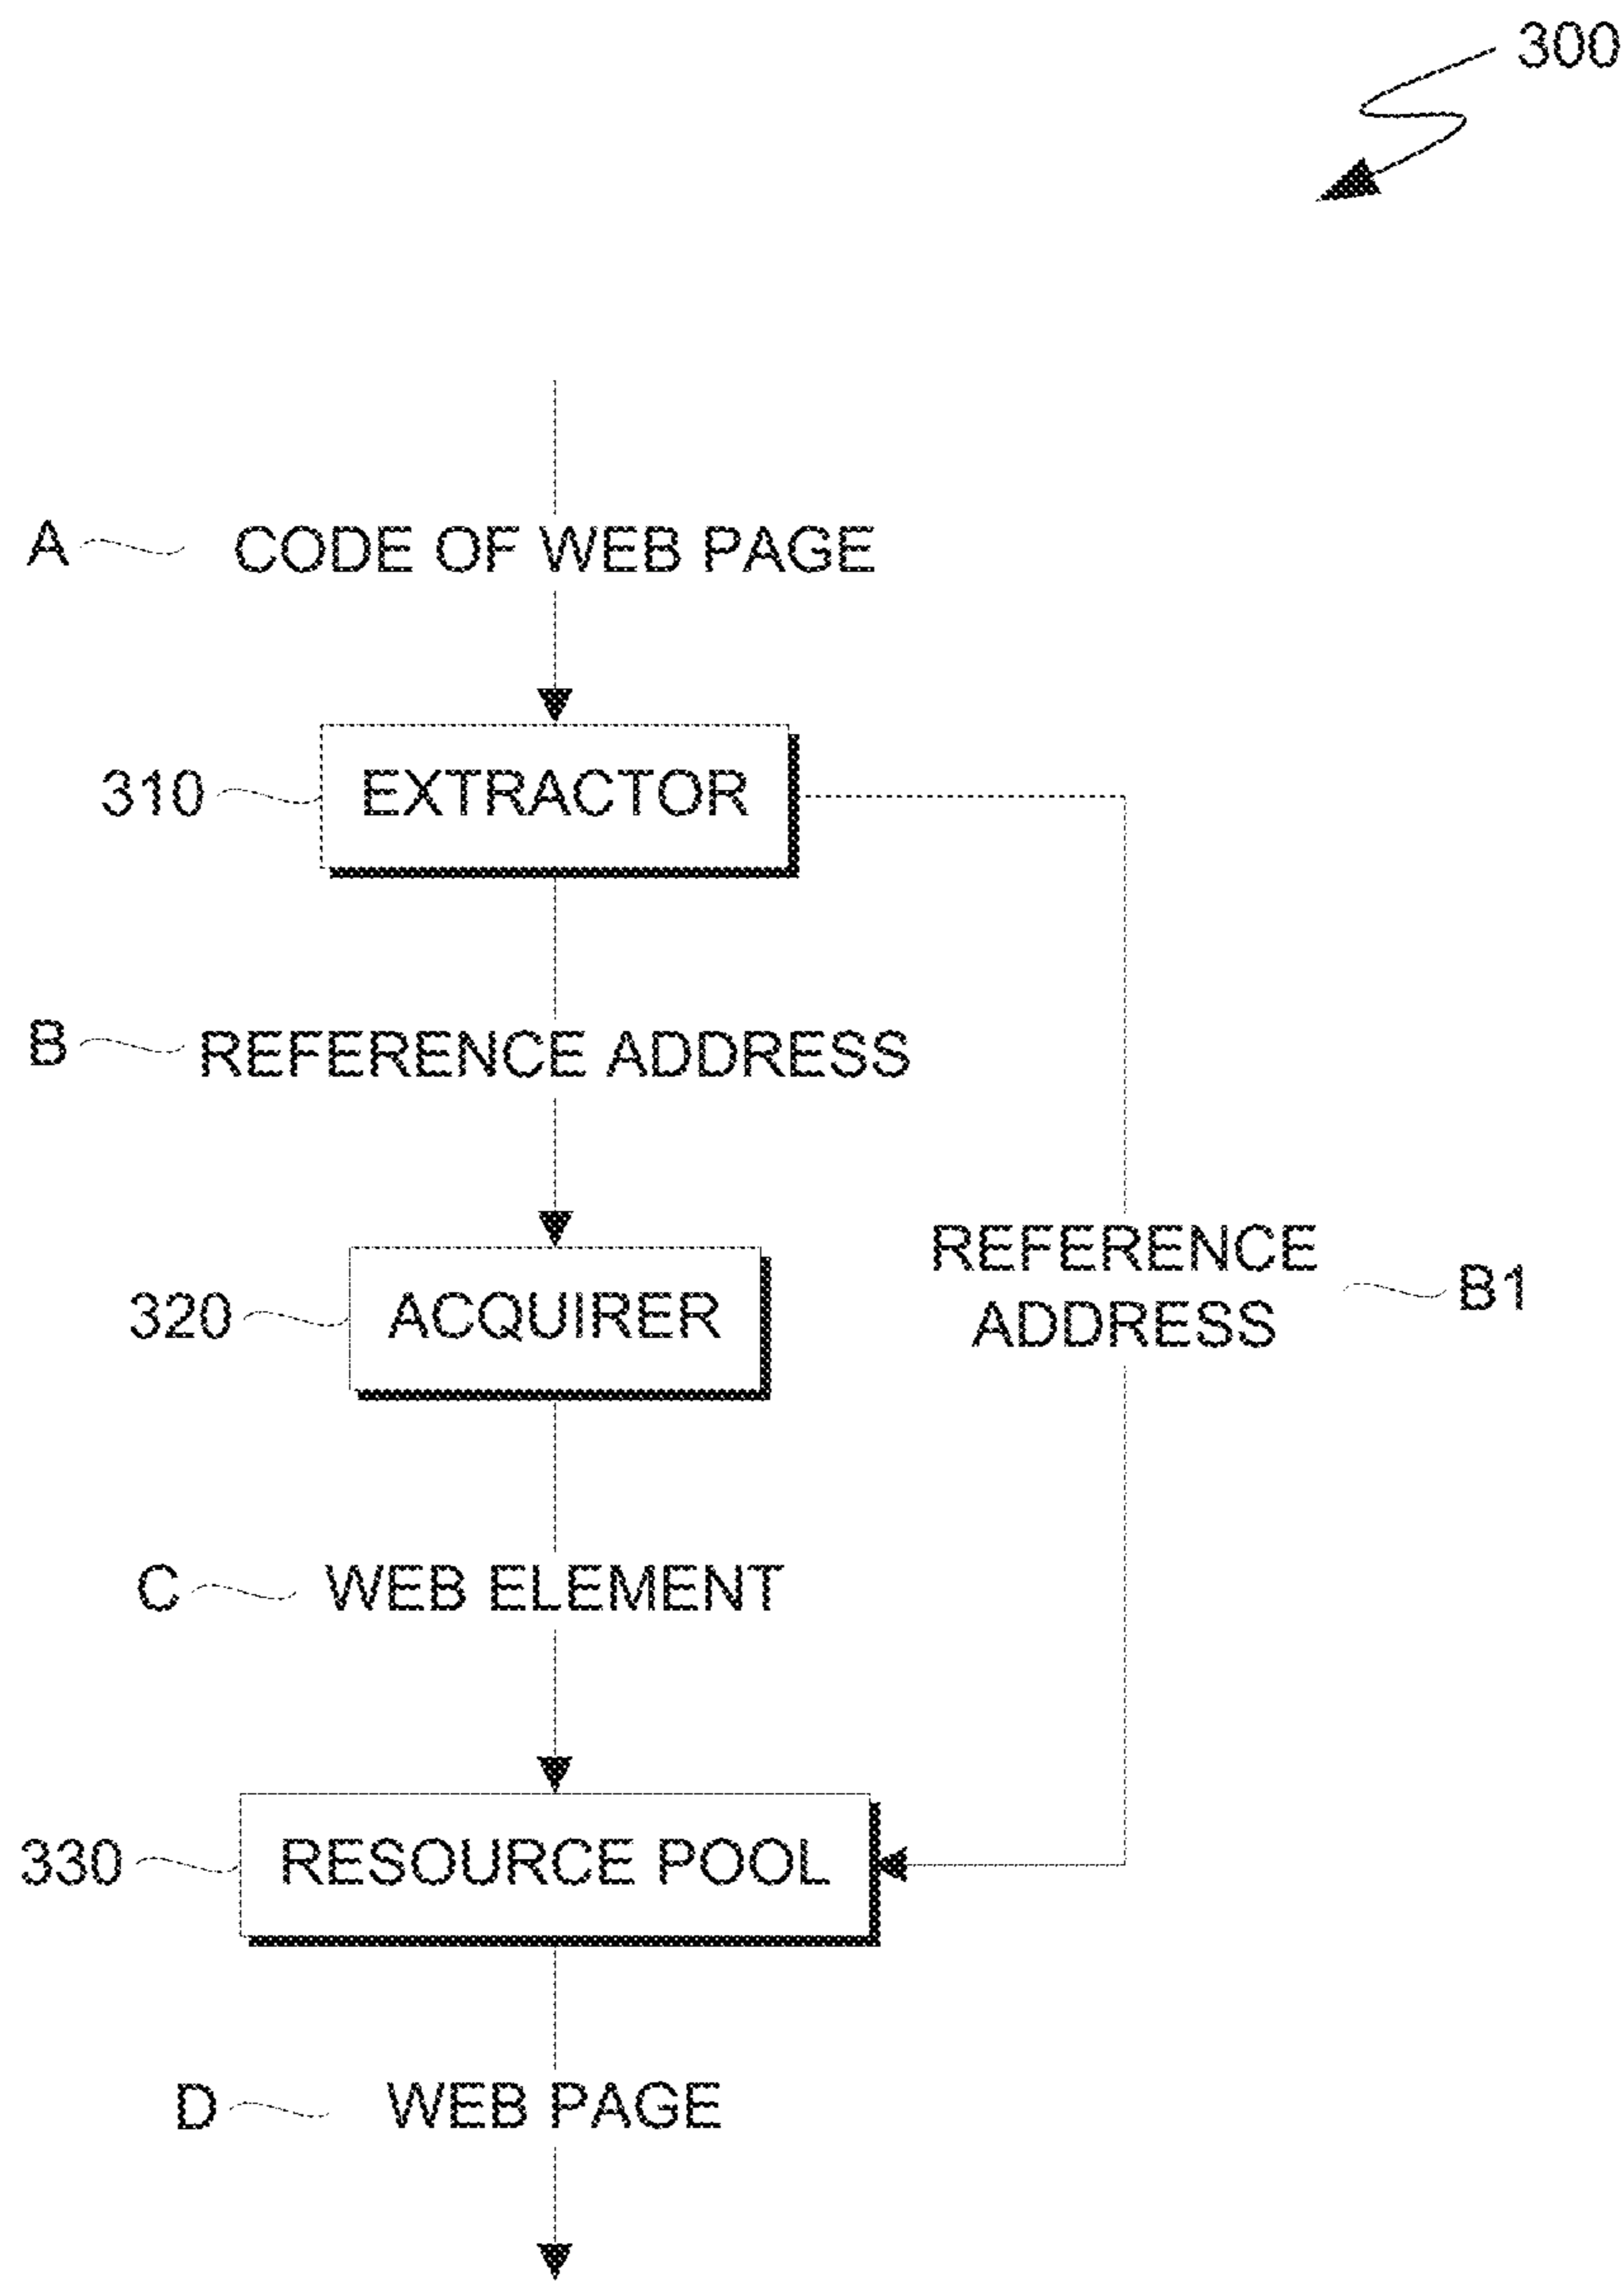 300
A CODE OF WEB PAGE
310 EXTRACTOR
B REFERENCE ADDRESS
REFERENCE
ADDRESS
B1
320 ACQUIRER
C WEB ELEMENT
330 RESOURCE POOL
D WEB PAGE